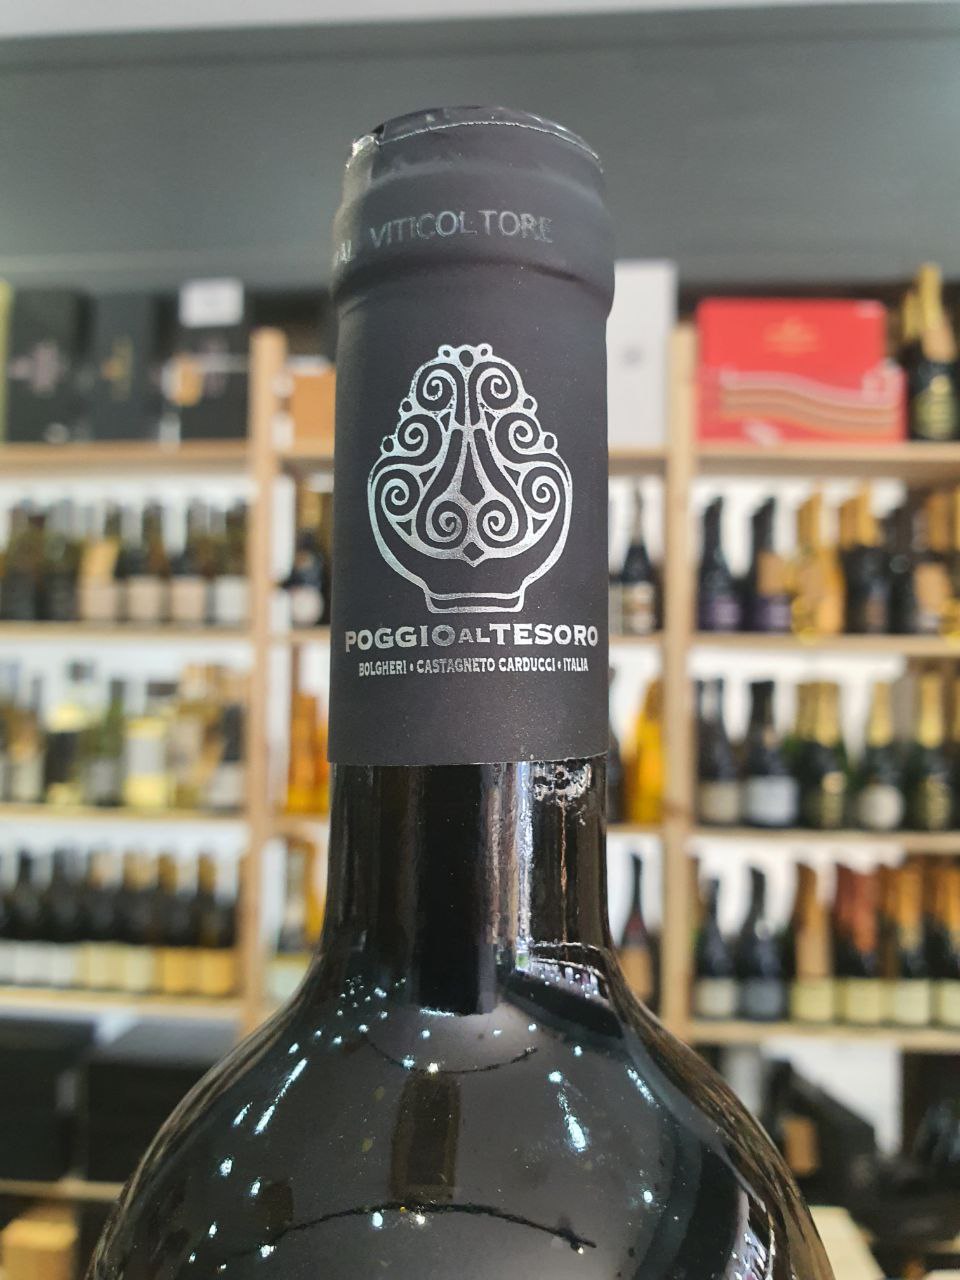 VITICOLTORE
POGGIO AL TESORO
BOLGHERI • CASTAGNETO CARDUCCI • ITALIA